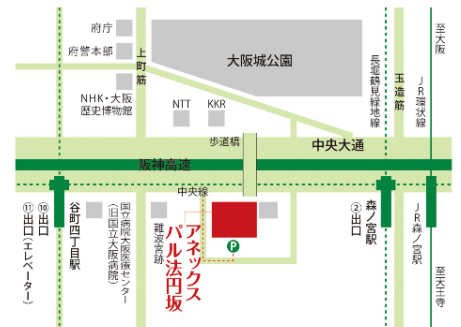 府庁
府警本部
上町筋
大阪城公園
長堀鶴見緑地線
玉造筋
JR環状線
至大阪
NHK・大阪
歴史博物館
NTT
KKR
歩道橋
中央大通
阪神高速
中央線
⑪出口(エレベーター)
⑩出口
谷町四丁目駅
国立病院大阪医療センター
(旧国立大阪病院)
難波宮跡
アネックス
パル法円坂
P
②出口
森ノ宮駅
JR森ノ宮駅
至天王寺